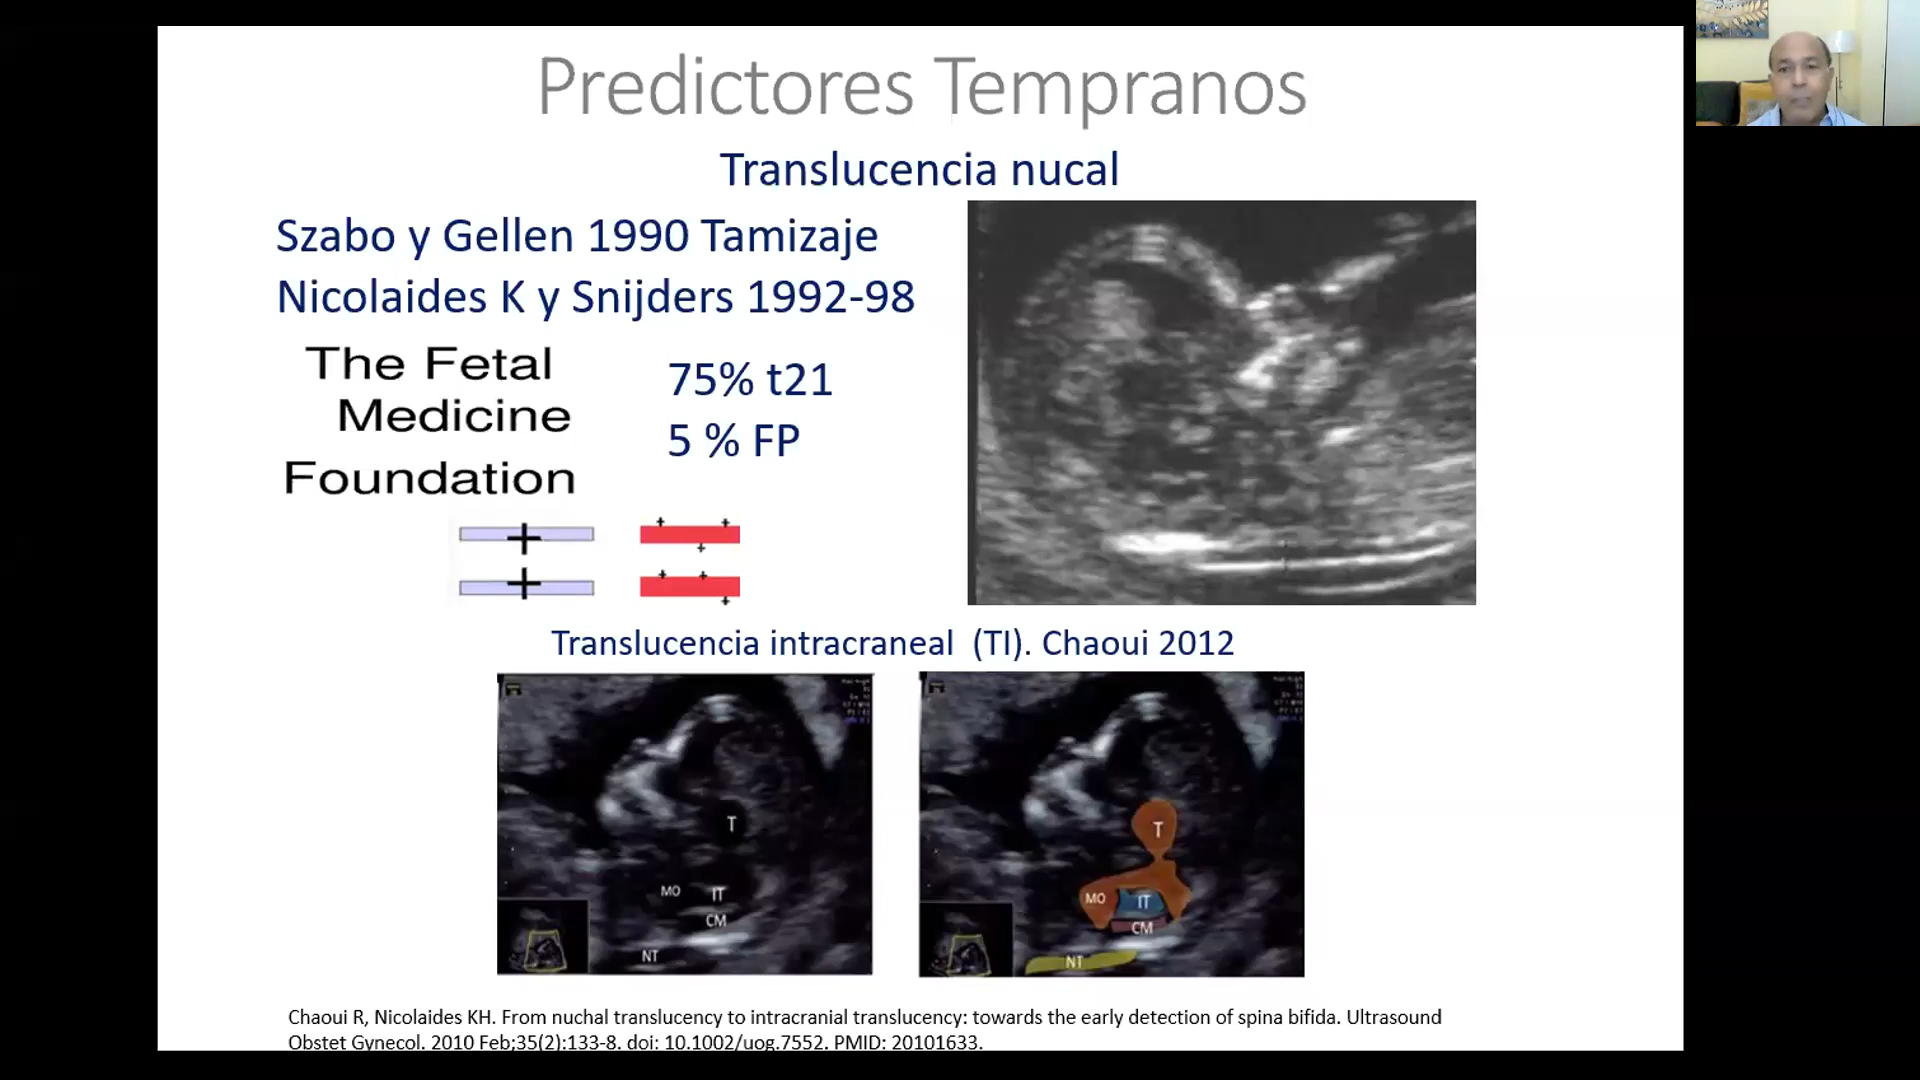 Predictores Tempranos
Translucencia nucal
Szabo y Gellen 1990 Tamizaje
Nicolaides K y Snijders 1992-98
The Fetal
Medicine
Foundation
75% t21
5 % FP
Translucencia intracraneal (TI). Chaoui 2012
T
MO IT
CM
NT
T
MO IT
CM
NT
Chaoui R, Nicolaides KH. From nuchal translucency to intracranial translucency: towards the early detection of spina bifida. Ultrasound
Obstet Gynecol. 2010 Feb;35(2):133-8. doi: 10.1002/uog.7552. PMID: 20101633.